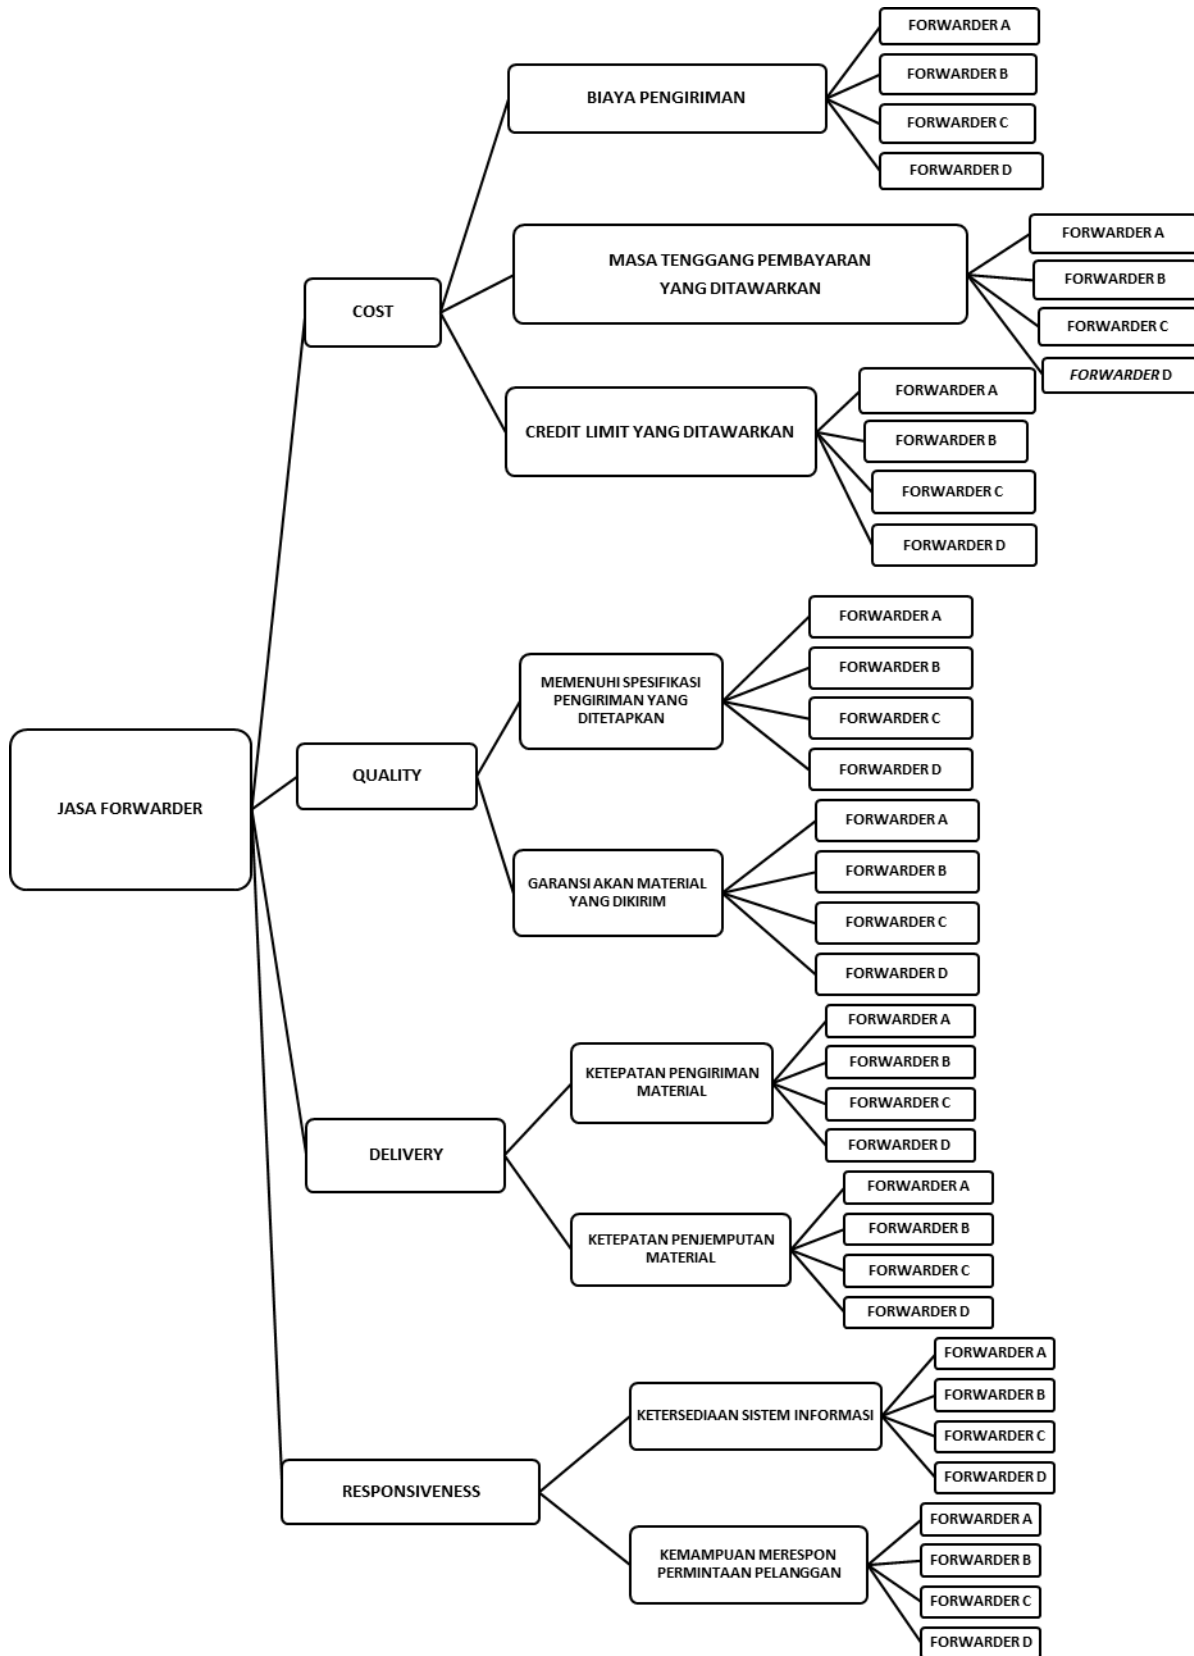 JASA FORWARDER
COST
BIAYA PENGIRIMAN
FORWARDER A
FORWARDER B
FORWARDER C
FORWARDER D
MASA TENGGANG PEMBAYARAN
YANG DITAWARKAN
FORWARDER A
FORWARDER B
FORWARDER C
FORWARDER D
CREDIT LIMIT YANG DITAWARKAN
FORWARDER A
FORWARDER B
FORWARDER C
FORWARDER D
QUALITY
MEMENUHI SPESIFIKASI
PENGIRIMAN YANG
DITETAPKAN
FORWARDER A
FORWARDER B
FORWARDER C
FORWARDER D
GARANSI AKAN MATERIAL
YANG DIKIRIM
FORWARDER A
FORWARDER B
FORWARDER C
FORWARDER D
DELIVERY
KETEPATAN PENGIRIMAN
MATERIAL
FORWARDER A
FORWARDER B
FORWARDER C
FORWARDER D
KETEPATAN PENJEMPUTAN
MATERIAL
FORWARDER A
FORWARDER B
FORWARDER C
FORWARDER D
RESPONSIVENESS
KETERSEDIAAN SISTEM INFORMASI
FORWARDER A
FORWARDER B
FORWARDER C
FORWARDER D
KEMAMPUAN MERESPON
PERMINTAAN PELANGGAN
FORWARDER A
FORWARDER B
FORWARDER C
FORWARDER D